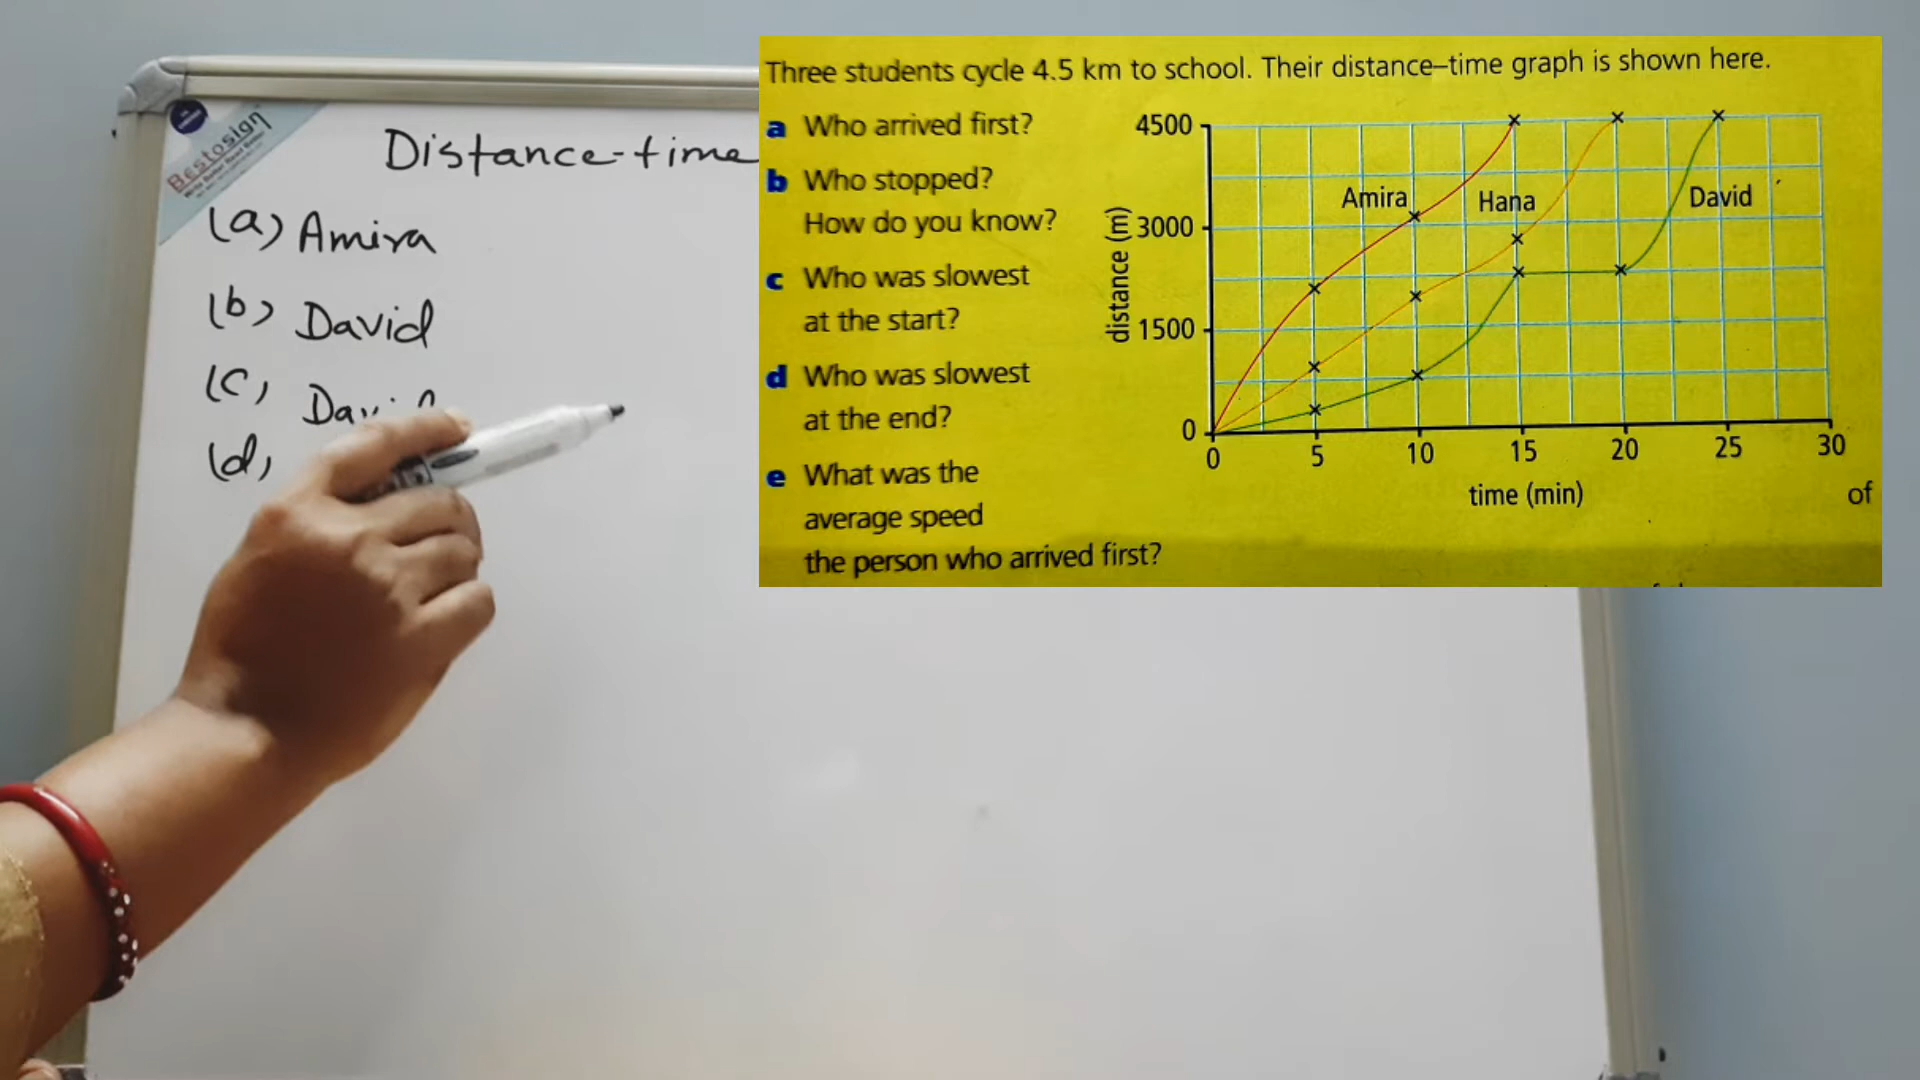 Bestosign
Distance-time
(a) Amira
(b) David
(c) David
(d)
Three students cycle 4.5 km to school. Their distance–time graph is shown here.
a Who arrived first?
b Who stopped?
How do you know?
c Who was slowest
at the start?
d Who was slowest
at the end?
e What was the
average speed
of
the person who arrived first?
distance (m)
4500
3000
1500
0
Amira
Hana
David
0 5 10 15 20 25 30
time (min)